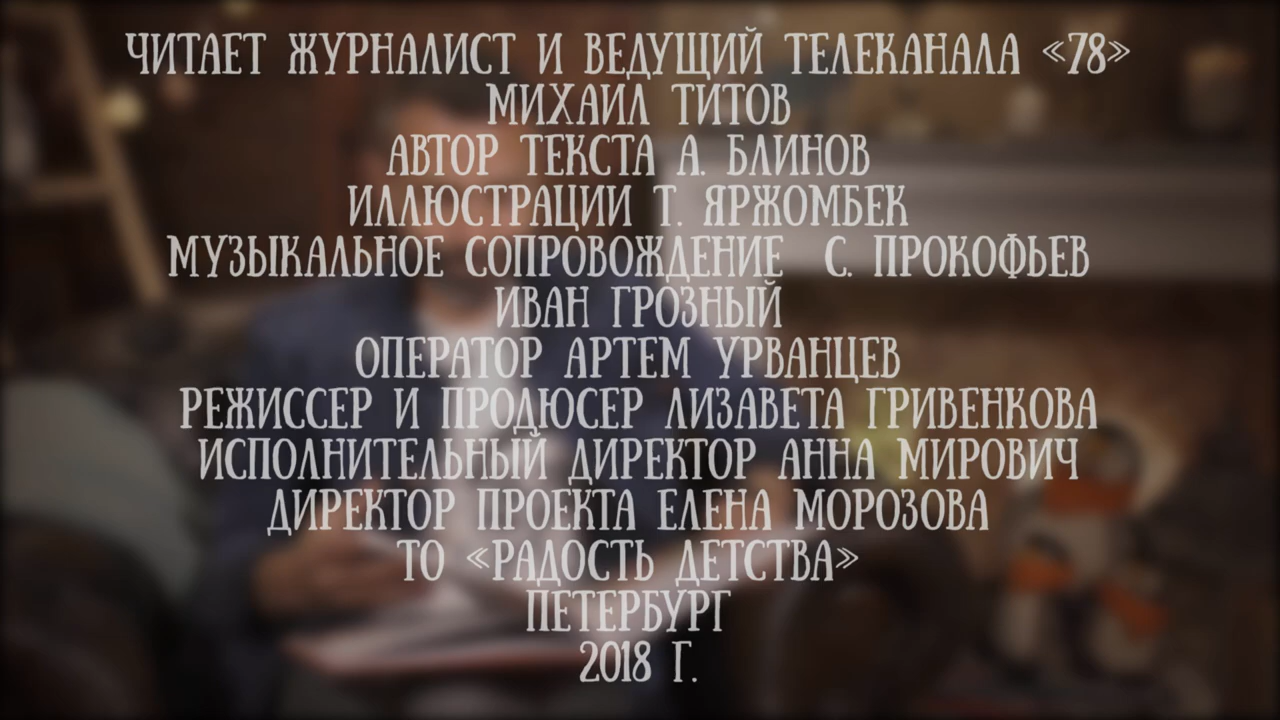 ЧИТАЕТ ЖУРНАЛИСТ И ВЕДУЩИЙ ТЕЛЕКАНАЛА «78»
МИХАИЛ ТИТОВ
АВТОР ТЕКСТА А. БЛИНОВ
ИЛЛЮСТРАЦИИ Т. ЯРЖОМБЕК
МУЗЫКАЛЬНОЕ СОПРОВОЖДЕНИЕ С. ПРОКОФЬЕВ
ИВАН ГРОЗНЫЙ
ОПЕРАТОР АРТЕМ УРВАНЦЕВ
РЕЖИССЕР И ПРОДЮСЕР ЛИЗАВЕТА ГРИВЕНКОВА
ИСПОЛНИТЕЛЬНЫЙ ДИРЕКТОР АННА МИРОВИЧ
ДИРЕКТОР ПРОЕКТА ЕЛЕНА МОРОЗОВА
ТО «РАДОСТЬ ДЕТСТВА»
ПЕТЕРБУРГ
2018 Г.